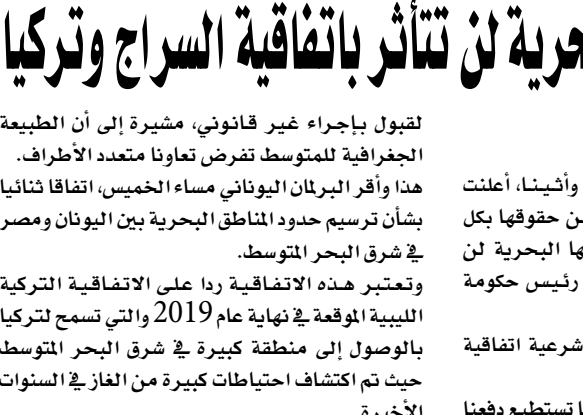 حرية لن تتأثر باتفاقية السراج وتركيا
وأثينا، أعلنت
ن حقوقها بكل
ها البحرية لن
رئيس حكومة
شرعية اتفاقية
ا تستطيع دفعنا
لقبول بإجراء غير قانوني، مشيرة إلى أن الطبيعة
الجغرافية للمتوسط تفرض تعاونا متعدد الأطراف.
هذا وأقر البرلمان اليوناني مساء الخميس، اتفاقا ثنائيا
بشأن ترسيم حدود المناطق البحرية بين اليونان ومصر
في شرق البحر المتوسط.
وتعتبر هذه الاتفاقية ردا على الاتفاقية التركية
الليبية الموقعة في نهاية عام 2019 والتي تسمح لتركيا
بالوصول إلى منطقة كبيرة في شرق البحر المتوسط
حيث تم اكتشاف احتياطات كبيرة من الغاز في السنوات
الأخيرة.